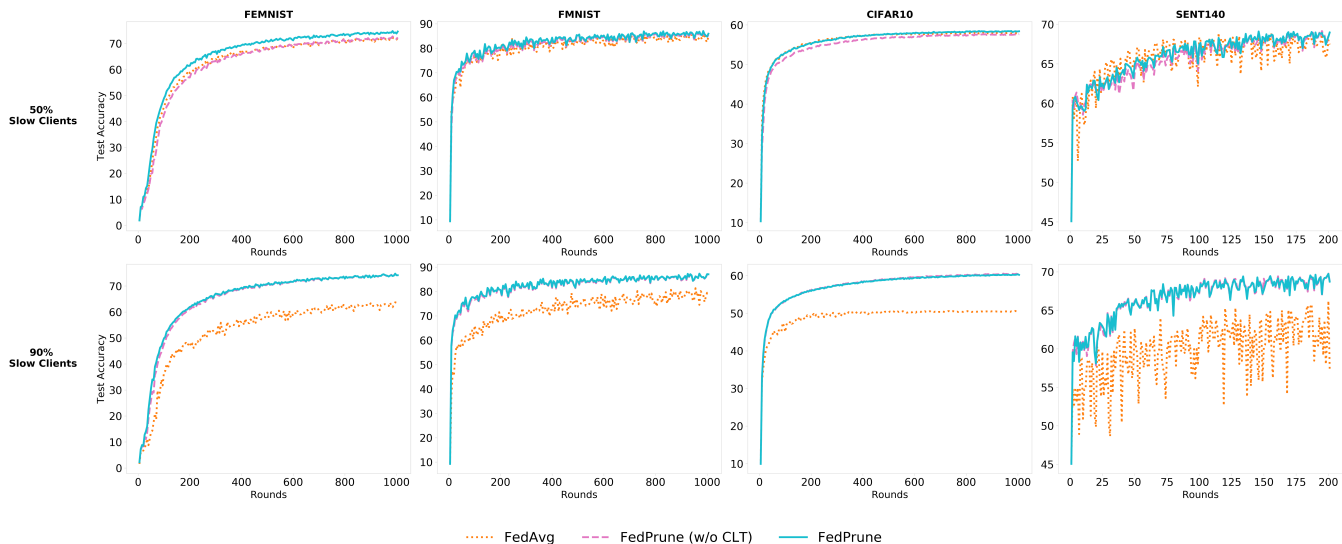 FEMNIST
FMNIST
CIFAR10
SENT140
50%
Slow Clients
Test Accuracy
70
60
50
40
30
20
10
0
0 200 400 600 800 1000
Rounds
90
80
70
60
50
40
30
20
10
0 200 400 600 800 1000
Rounds
60
50
40
30
20
10
0 200 400 600 800 1000
Rounds
70
65
60
55
50
45
0 25 50 75 100 125 150 175 200
Rounds
90%
Slow Clients
Test Accuracy
70
60
50
40
30
20
10
0
0 200 400 600 800 1000
Rounds
90
80
70
60
50
40
30
20
10
0 200 400 600 800 1000
Rounds
60
50
40
30
20
10
0 200 400 600 800 1000
Rounds
70
65
60
55
50
45
0 25 50 75 100 125 150 175 200
Rounds
FedAvg FedPrune (w/o CLT) FedPrune